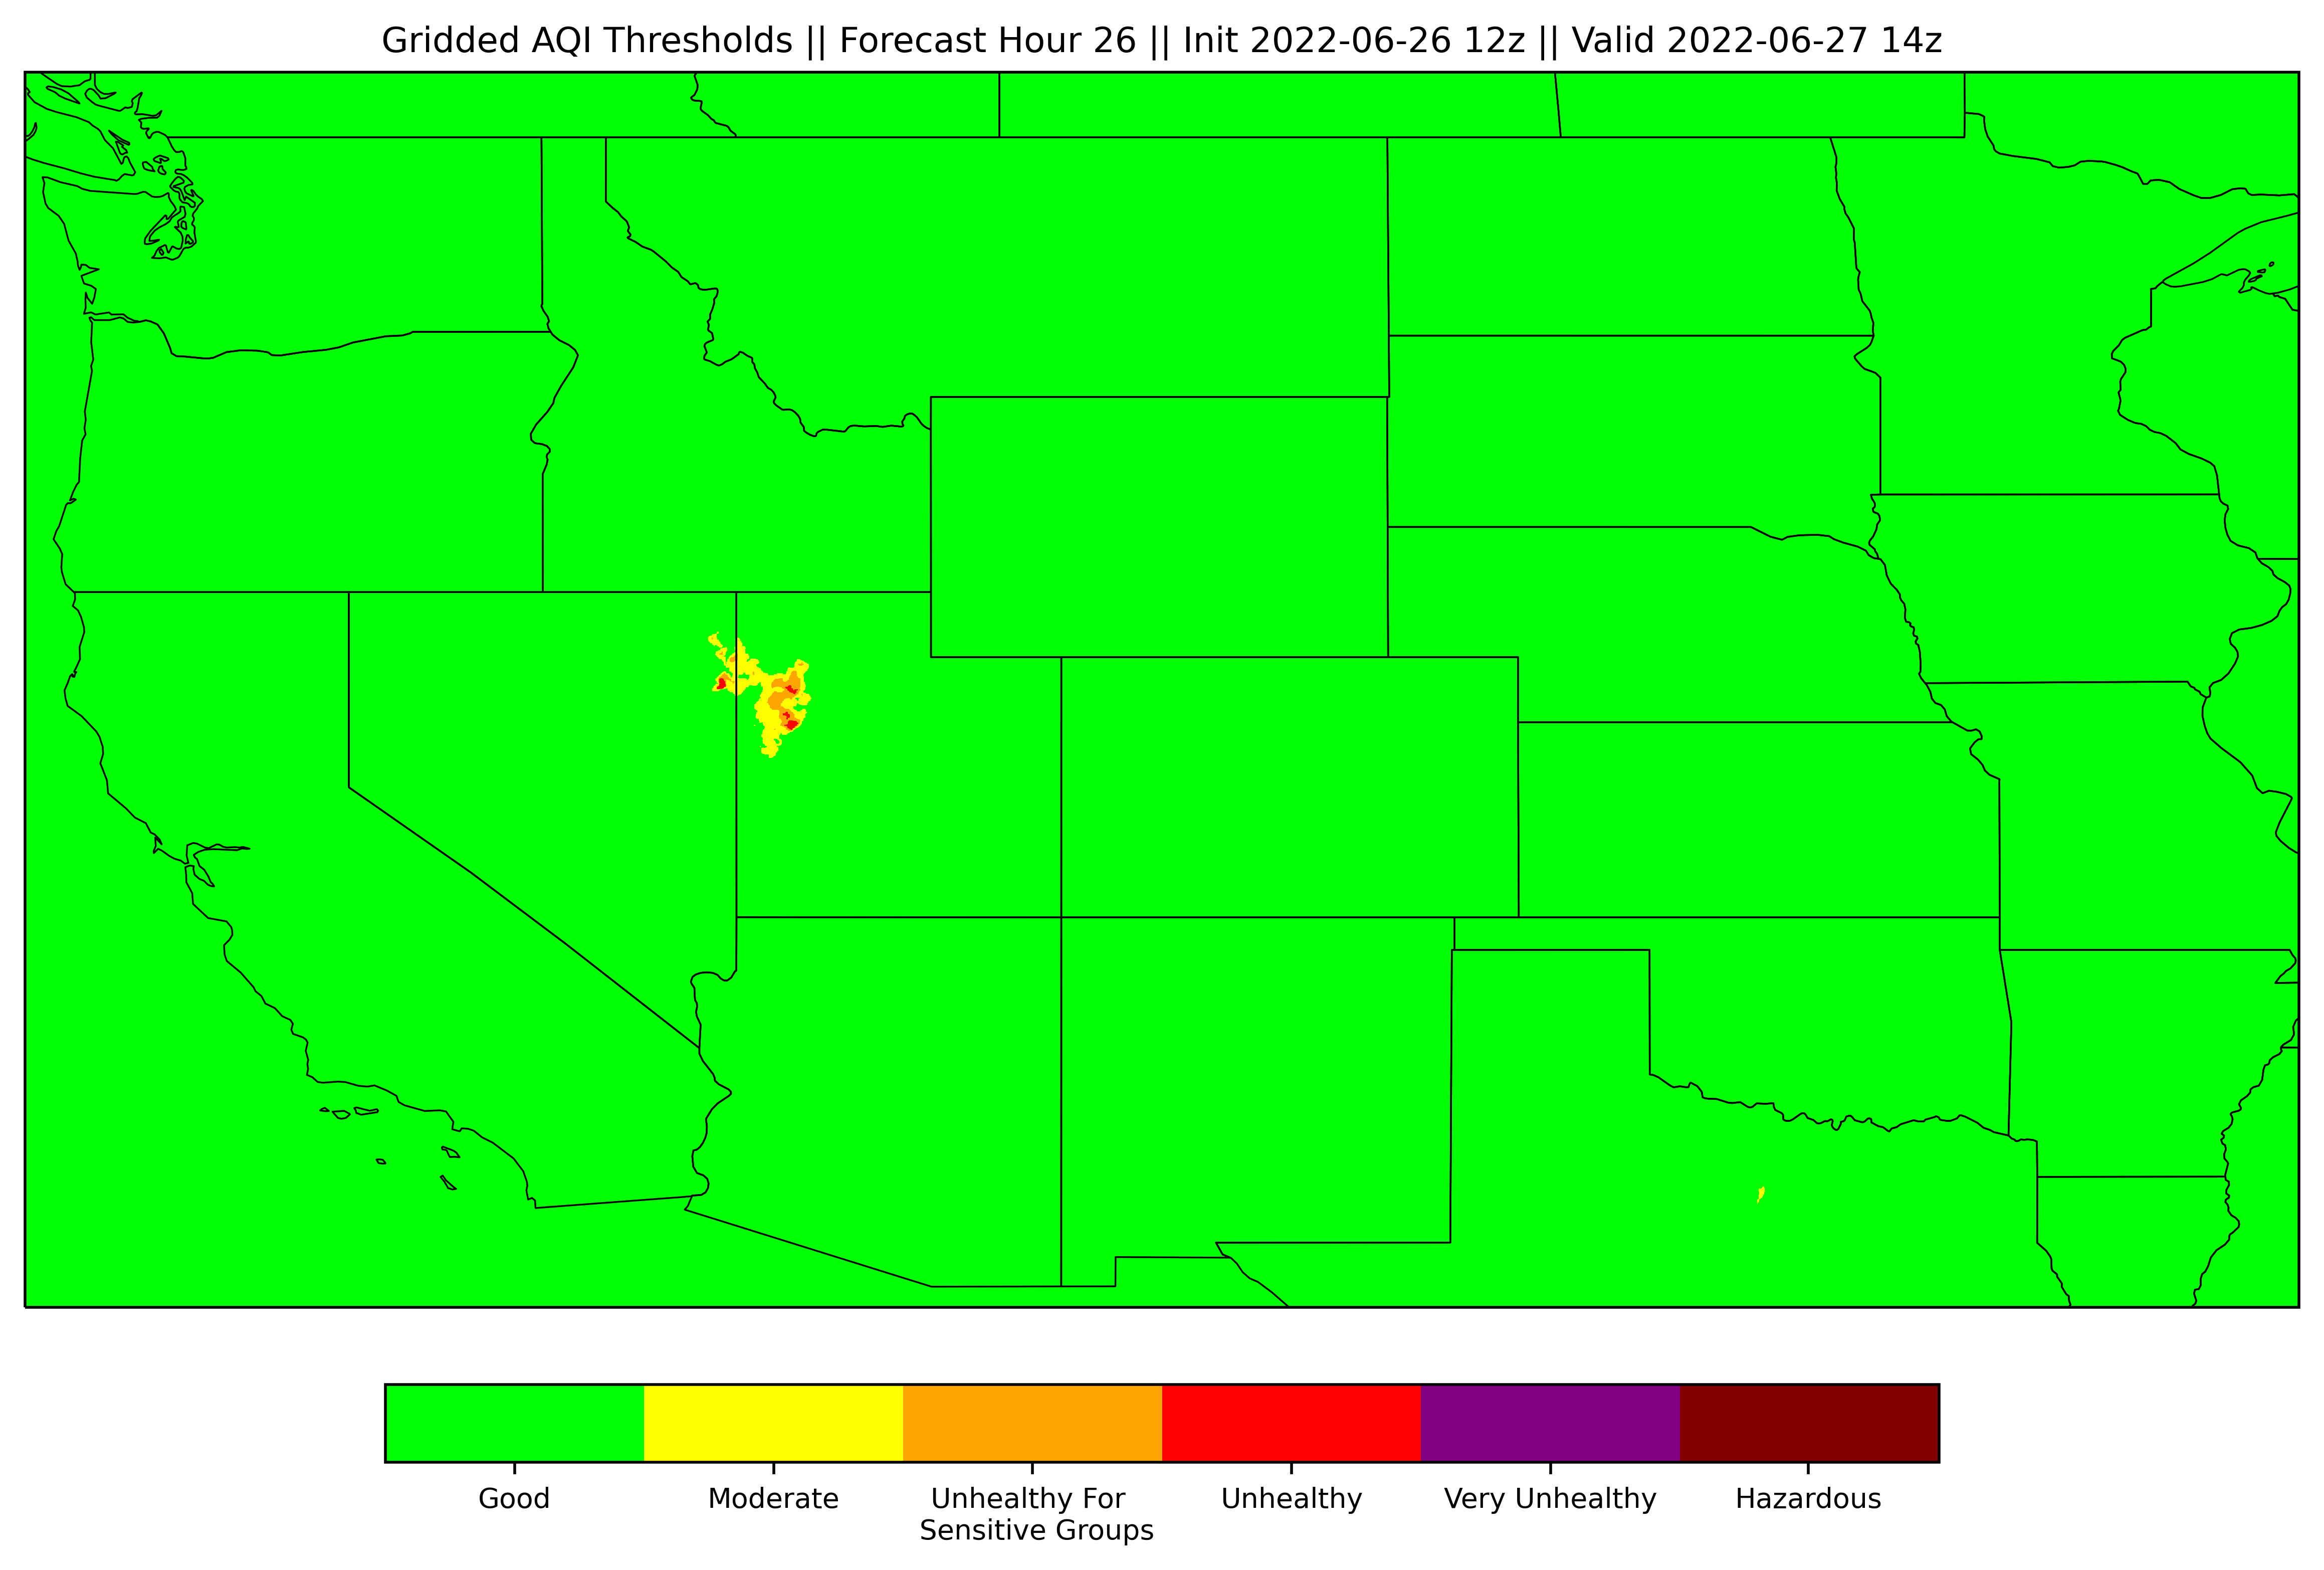 Gridded AQI Thresholds || Forecast Hour 26 || Init 2022-06-26 12z || Valid 2022-06-27 14z
Good
Moderate
Unhealthy For
Sensitive Groups
Unhealthy
Very Unhealthy
Hazardous